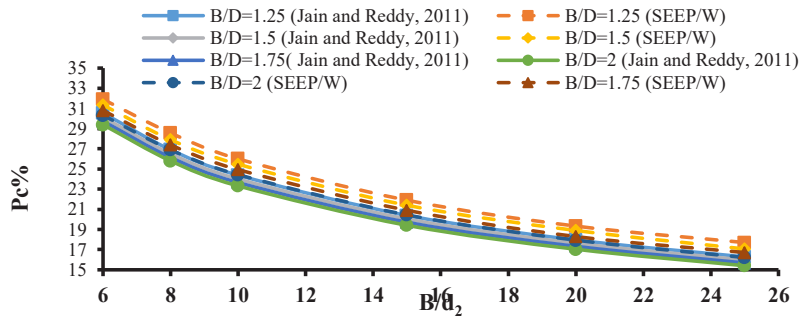 B/D=1.25 (Jain and Reddy, 2011) B/D=1.25 (SEEP/W)
B/D=1.5 (Jain and Reddy, 2011) B/D=1.5 (SEEP/W)
B/D=1.75( Jain and Reddy, 2011) B/D=2 (Jain and Reddy, 2011)
B/D=2 (SEEP/W) B/D=1.75 (SEEP/W)
35
33
31
29
27
25
23
21
19
17
15
Pc%
6 8 10 12 14 16 18 20 22 24 26
B/d₂